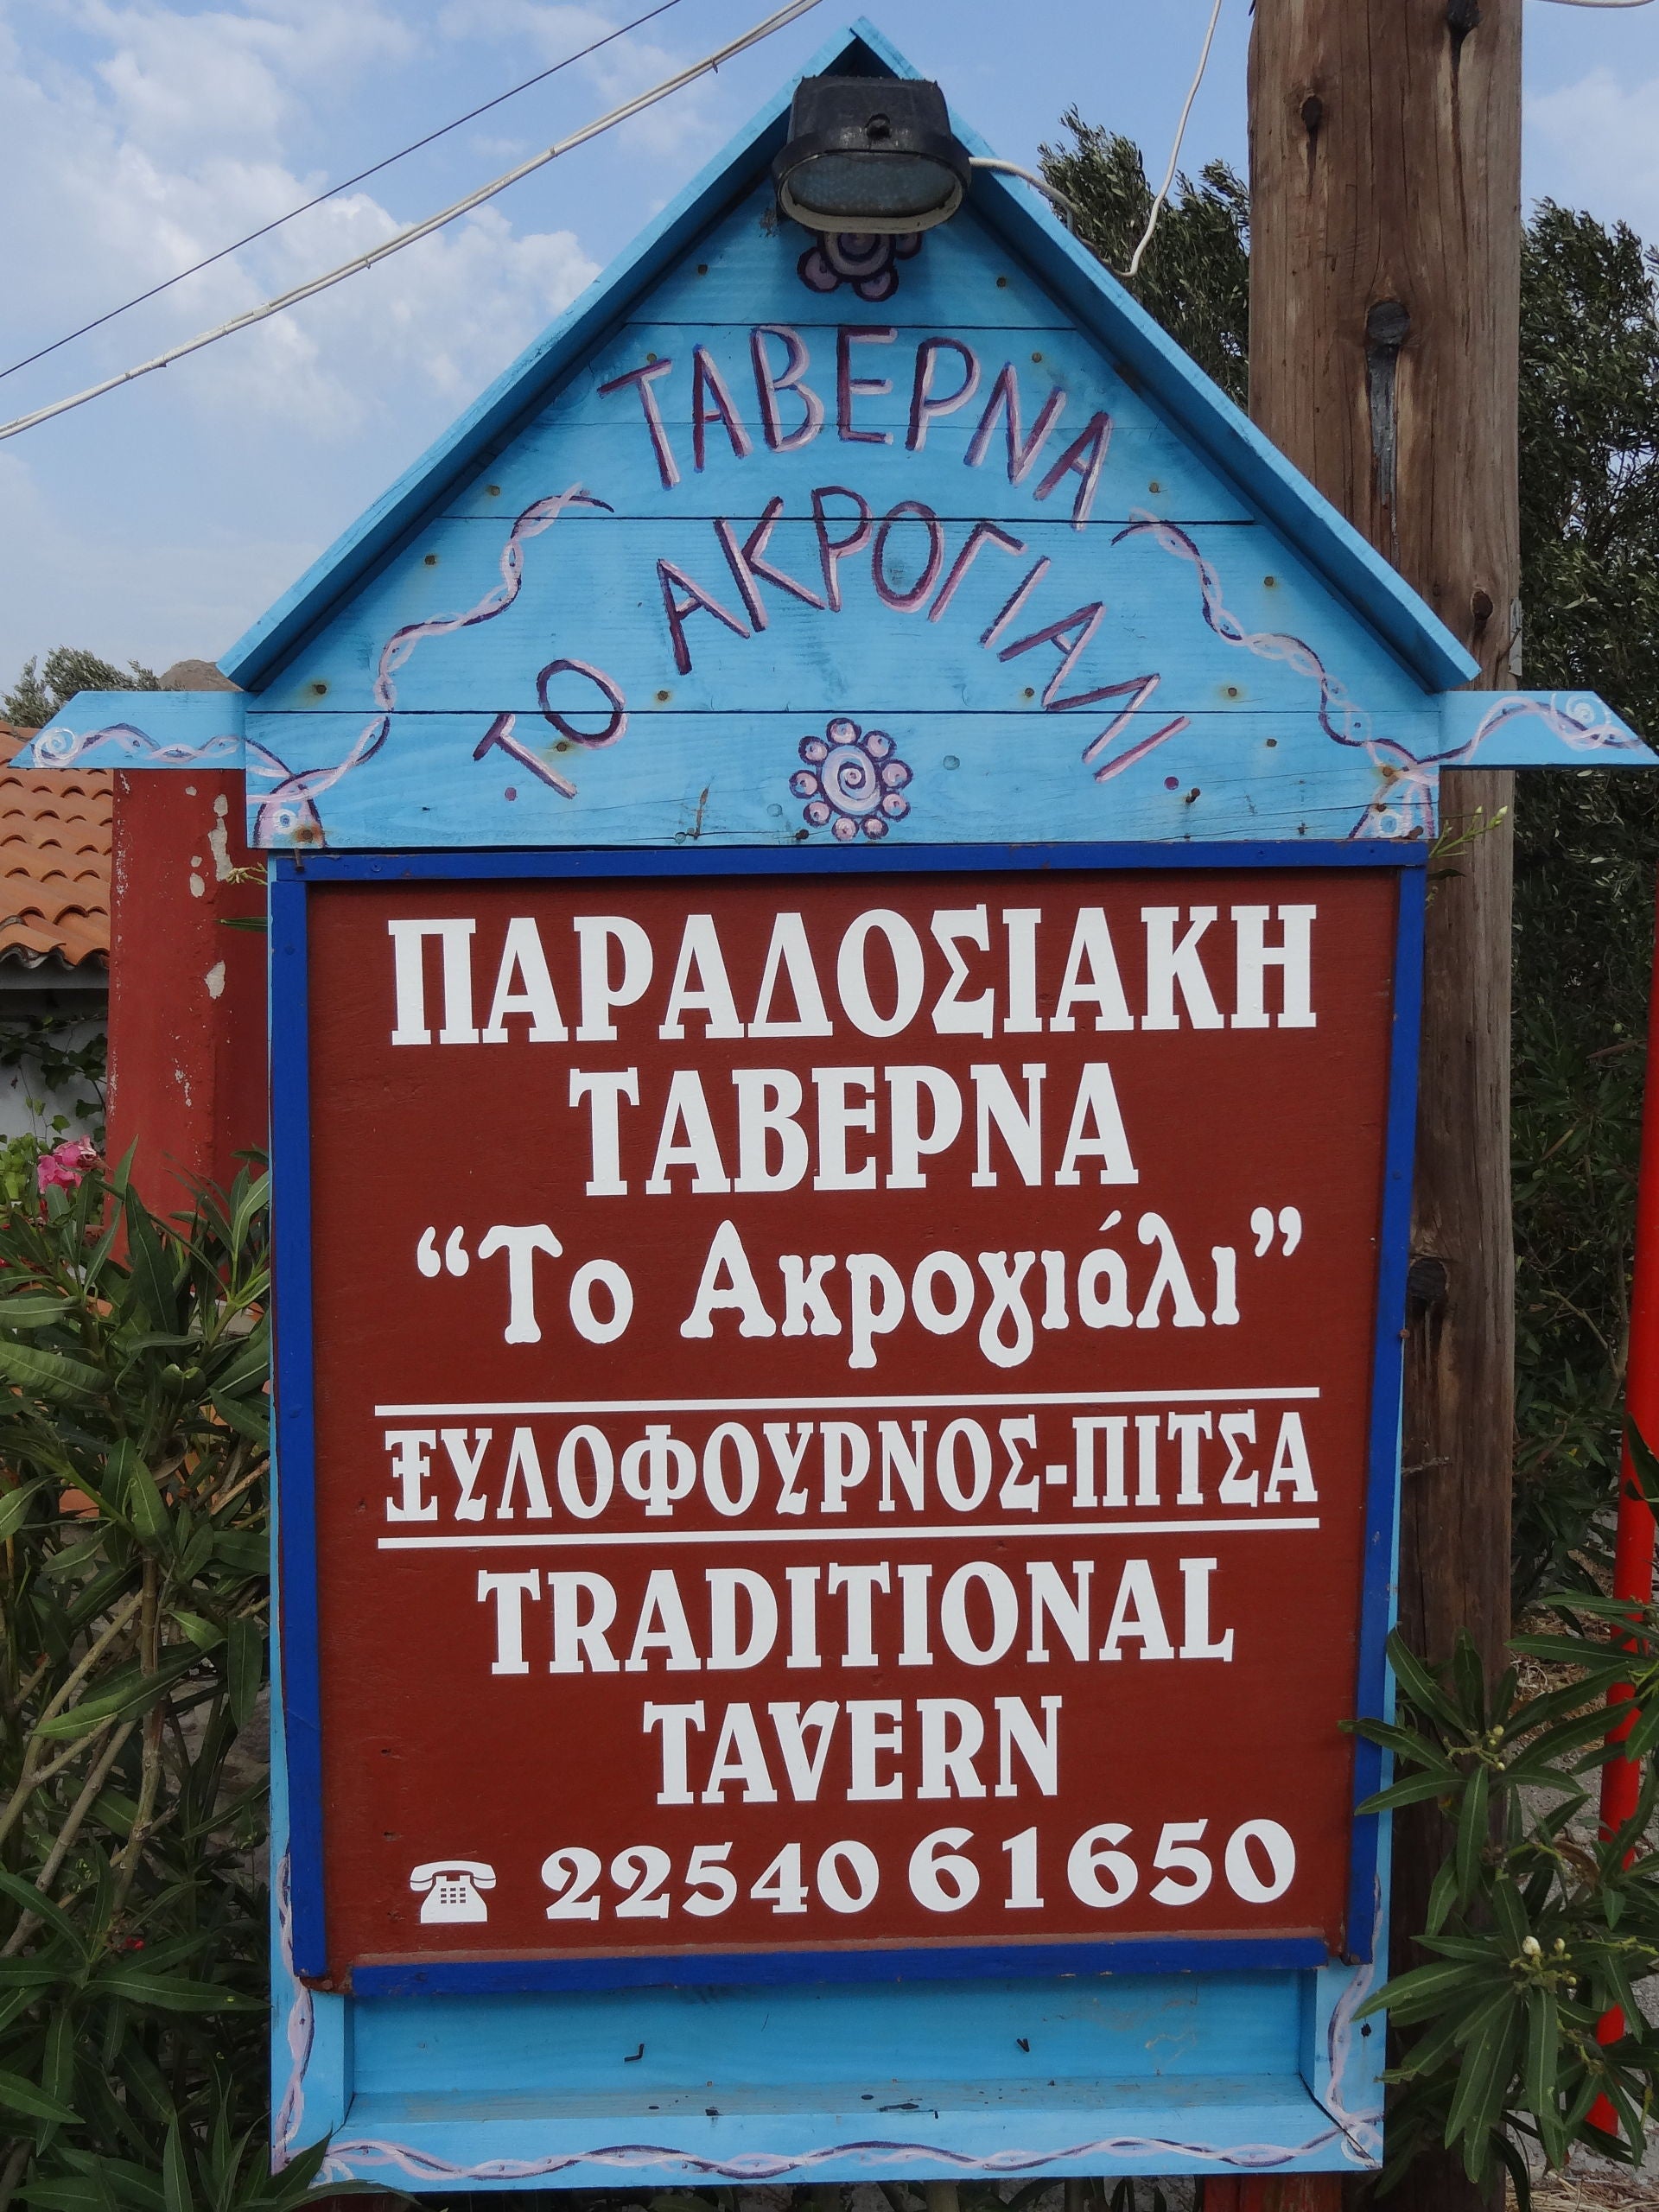 ΤΑΒΕΡΝΑ
ΤΟ ΑΚΡΟΓΙΑΛΙ
ΠΑΡΑΔΟΣΙΑΚΗ
ΤΑΒΕΡΝΑ
“Το Ακρογιάλι”
ΞΥΛΟΦΟΥΡΝΟΣ-ΠΙΤΣΑ
TRADITIONAL
TAVERN
☎ 22540 61650